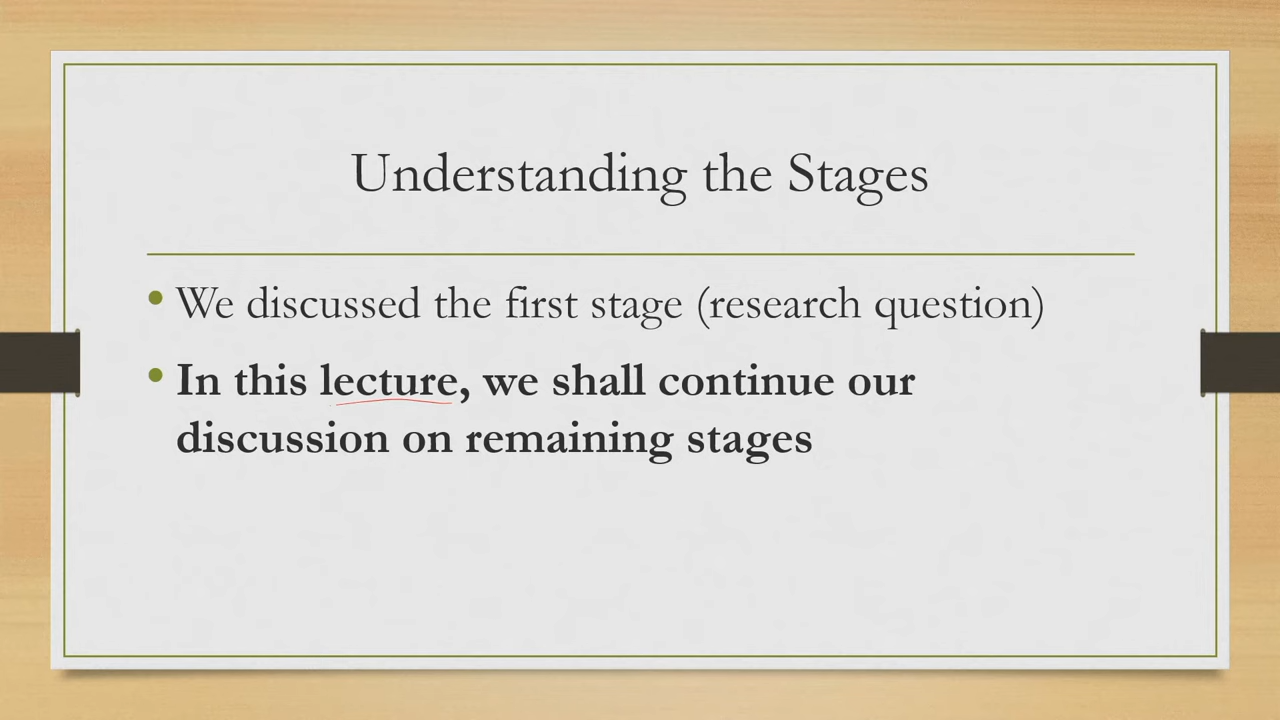 Understanding the Stages
• We discussed the first stage (research question)
• In this lecture, we shall continue our
discussion on remaining stages